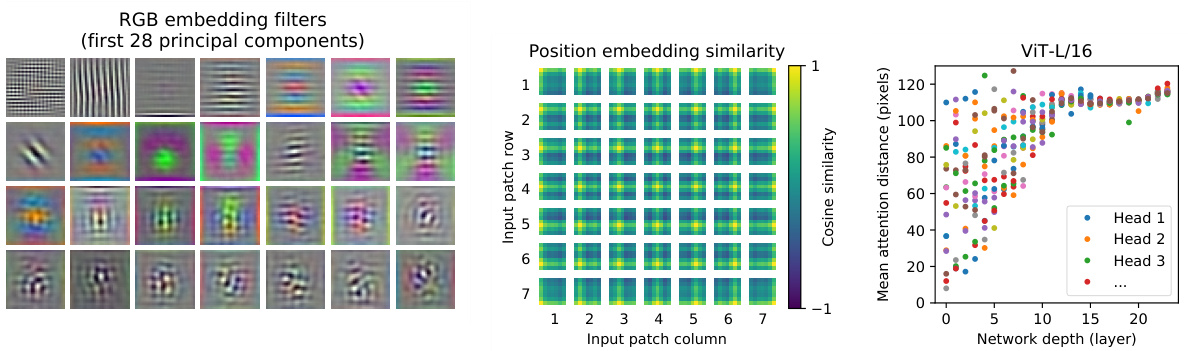 RGB embedding filters
(first 28 principal components)
Position embedding similarity
Input patch row
1
2
3
4
5
6
7
1 2 3 4 5 6 7
Input patch column
1
−1
Cosine similarity
ViT-L/16
Mean attention distance (pixels)
120
100
80
60
40
20
0
0 5 10 15 20
Network depth (layer)
Head 1
Head 2
Head 3
...